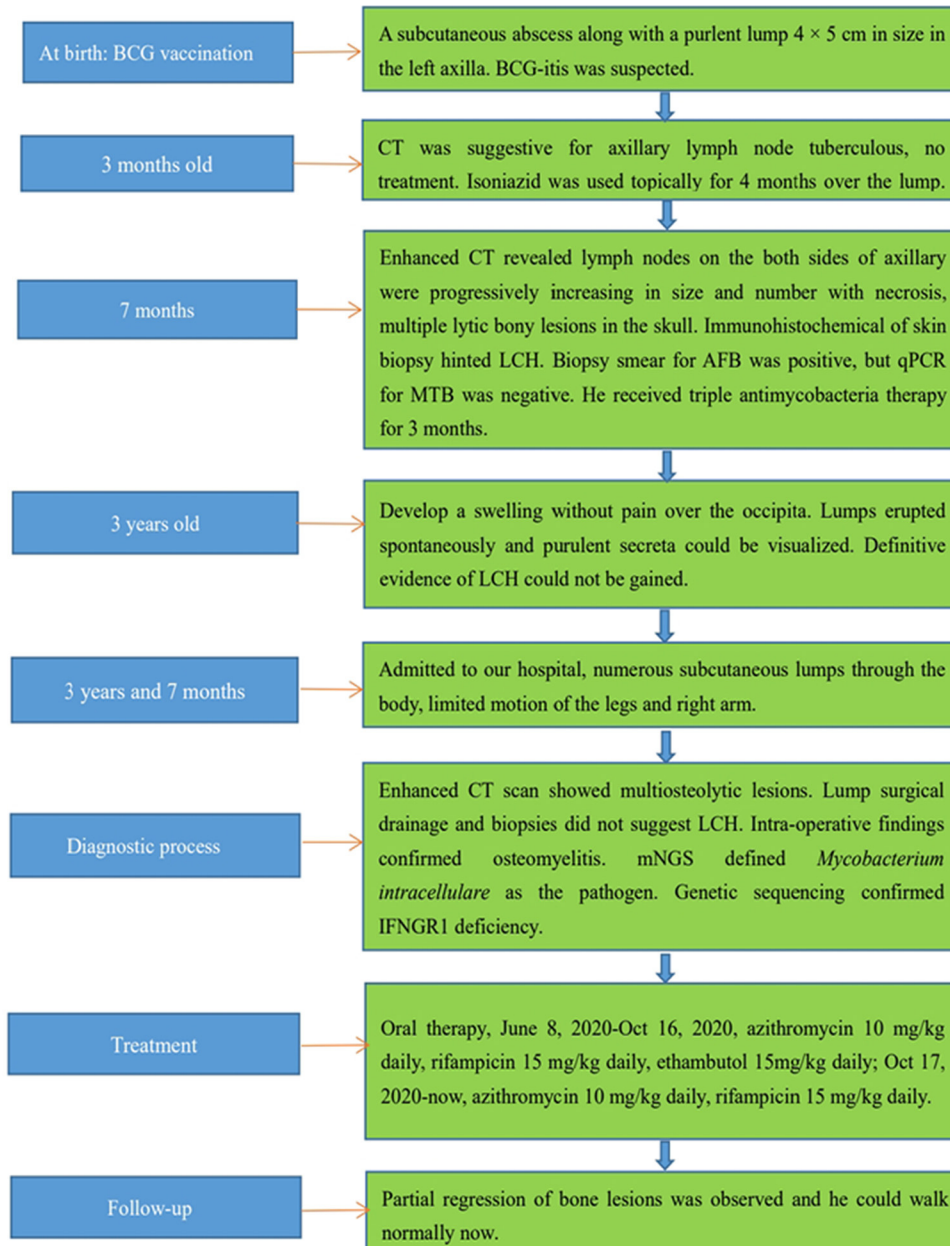 At birth: BCG vaccination
A subcutaneous abscess along with a purlent lump 4 × 5 cm in size in
the left axilla. BCG-itis was suspected.
3 months old
CT was suggestive for axillary lymph node tuberculous, no
treatment. Isoniazid was used topically for 4 months over the lump.
7 months
Enhanced CT revealed lymph nodes on the both sides of axillary
were progressively increasing in size and number with necrosis,
multiple lytic bony lesions in the skull. Immunohistochemical of skin
biopsy hinted LCH. Biopsy smear for AFB was positive, but qPCR
for MTB was negative. He received triple antimycobacteria therapy
for 3 months.
3 years old
Develop a swelling without pain over the occipita. Lumps erupted
spontaneously and purulent secreta could be visualized. Definitive
evidence of LCH could not be gained.
3 years and 7 months
Admitted to our hospital, numerous subcutaneous lumps through the
body, limited motion of the legs and right arm.
Diagnostic process
Enhanced CT scan showed multiosteolytic lesions. Lump surgical
drainage and biopsies did not suggest LCH. Intra-operative findings
confirmed osteomyelitis. mNGS defined Mycobacterium
intracellulare as the pathogen. Genetic sequencing confirmed
IFNGR1 deficiency.
Treatment
Oral therapy, June 8, 2020-Oct 16, 2020, azithromycin 10 mg/kg
daily, rifampicin 15 mg/kg daily, ethambutol 15mg/kg daily; Oct 17,
2020-now, azithromycin 10 mg/kg daily, rifampicin 15 mg/kg daily.
Follow-up
Partial regression of bone lesions was observed and he could walk
normally now.